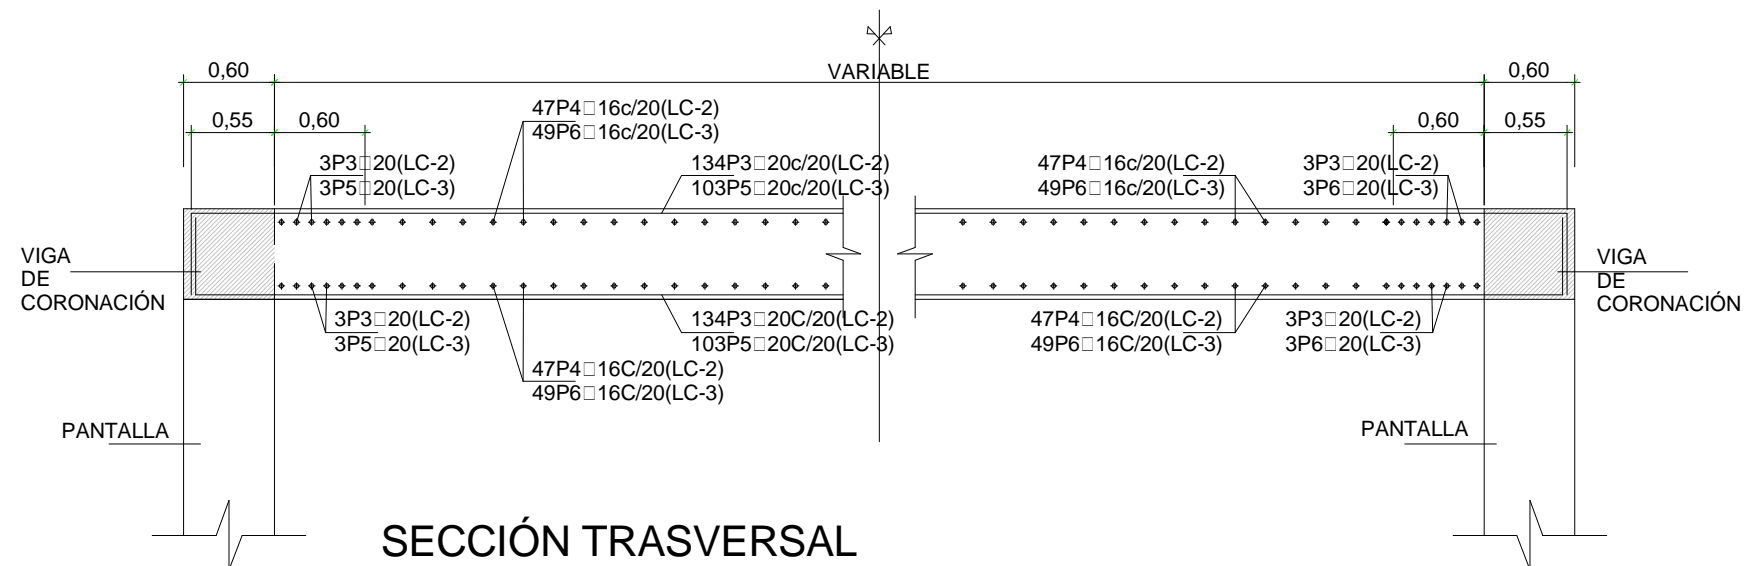 0,60
VARIABLE
0,60
0,55
0,60
0,60
0,55
47P4□16c/20(LC-2)
49P6□16c/20(LC-3)
3P3□20(LC-2)
3P5□20(LC-3)
134P3□20c/20(LC-2)
103P5□20c/20(LC-3)
47P4□16c/20(LC-2)
49P6□16c/20(LC-3)
3P3□20(LC-2)
3P6□20(LC-3)
VIGA
DE
CORONACIÓN
VIGA
DE
CORONACIÓN
3P3□20(LC-2)
3P5□20(LC-3)
134P3□20C/20(LC-2)
103P5□20C/20(LC-3)
47P4□16C/20(LC-2)
49P6□16C/20(LC-3)
3P3□20(LC-2)
3P6□20(LC-3)
47P4□16C/20(LC-2)
49P6□16C/20(LC-3)
PANTALLA
PANTALLA
SECCIÓN TRASVERSAL